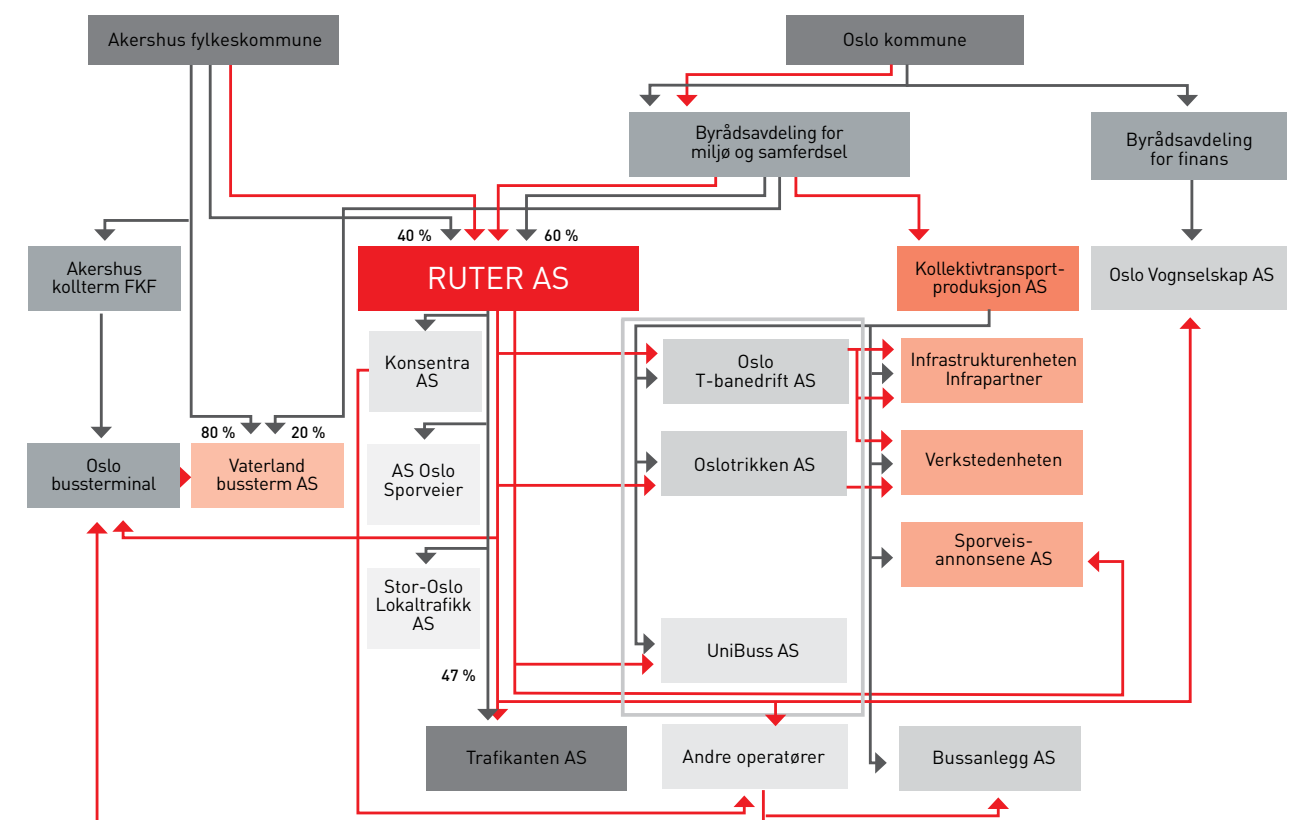 Akershus fylkeskommune
Oslo kommune
Byrådsavdeling for
miljø og samferdsel
Byrådsavdeling
for finans
40 %
60 %
Akershus
kollterm FKF
RUTER AS
Kollektivtransport-
produksjon AS
Oslo Vognselskap AS
Konsentra
AS
Oslo
T-banedrift AS
Infrastrukturenheten
Infrapartner
80 %
20 %
Oslo
bussterminal
Vaterland
bussterm AS
AS Oslo
Sporveier
Oslotrikken AS
Verkstedenheten
Sporveis-
annonsene AS
Stor-Oslo
Lokaltrafikk
AS
UniBuss AS
47 %
Trafikanten AS
Andre operatører
Bussanlegg AS